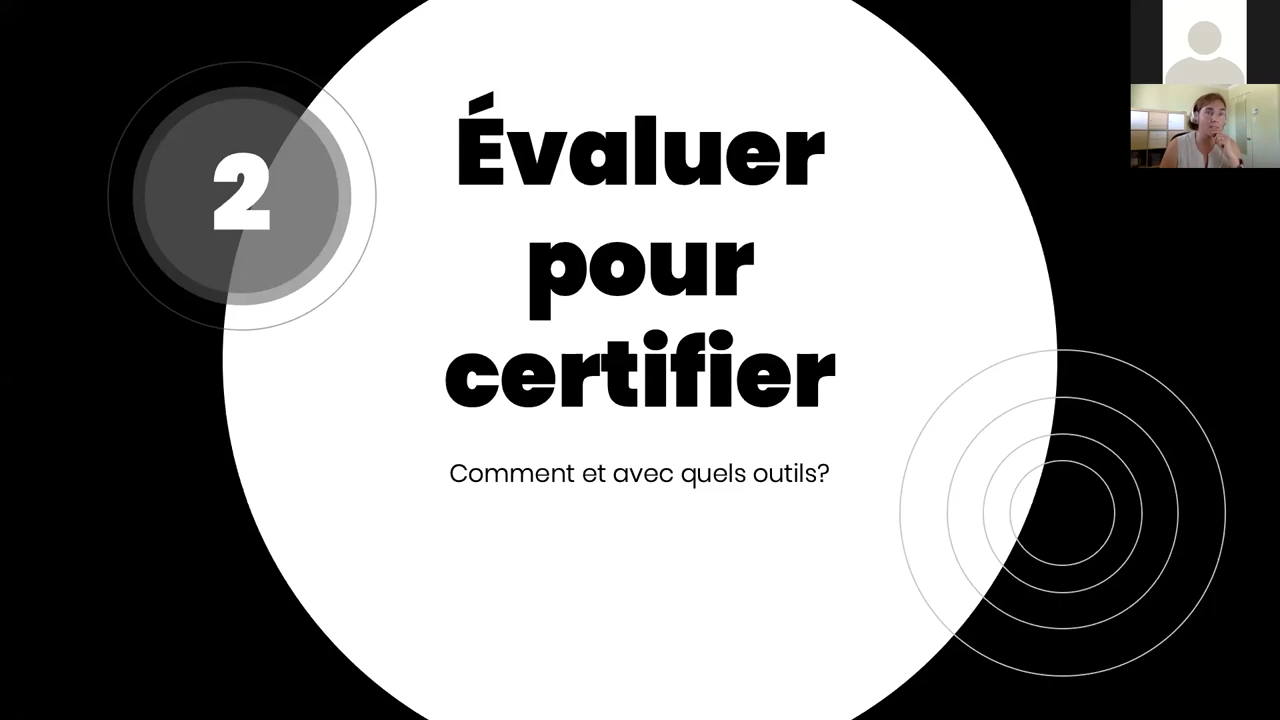 2
Évaluer
pour
certifier
Comment et avec quels outils?